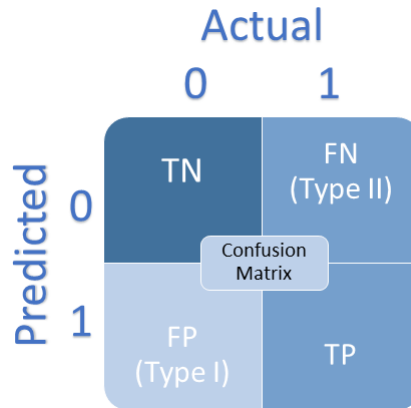 Actual
0 1
Predicted
0
TN
FN
(Type II)
Confusion
Matrix
1
FP
(Type I)
TP